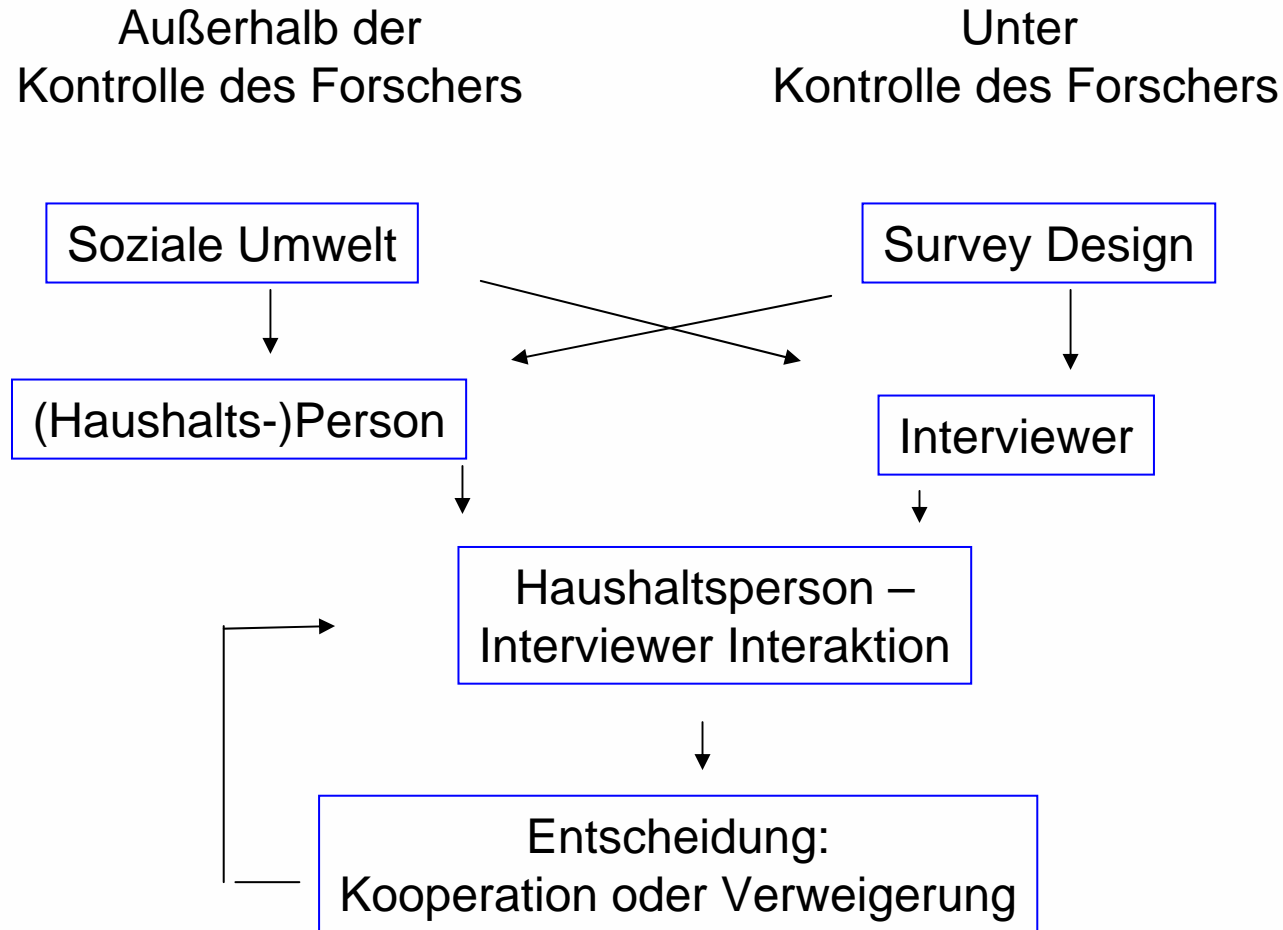 Außerhalb der
Kontrolle des Forschers
Unter
Kontrolle des Forschers
Soziale Umwelt
Survey Design
(Haushalts-)Person
Interviewer
Haushaltsperson –
Interviewer Interaktion
Entscheidung:
Kooperation oder Verweigerung